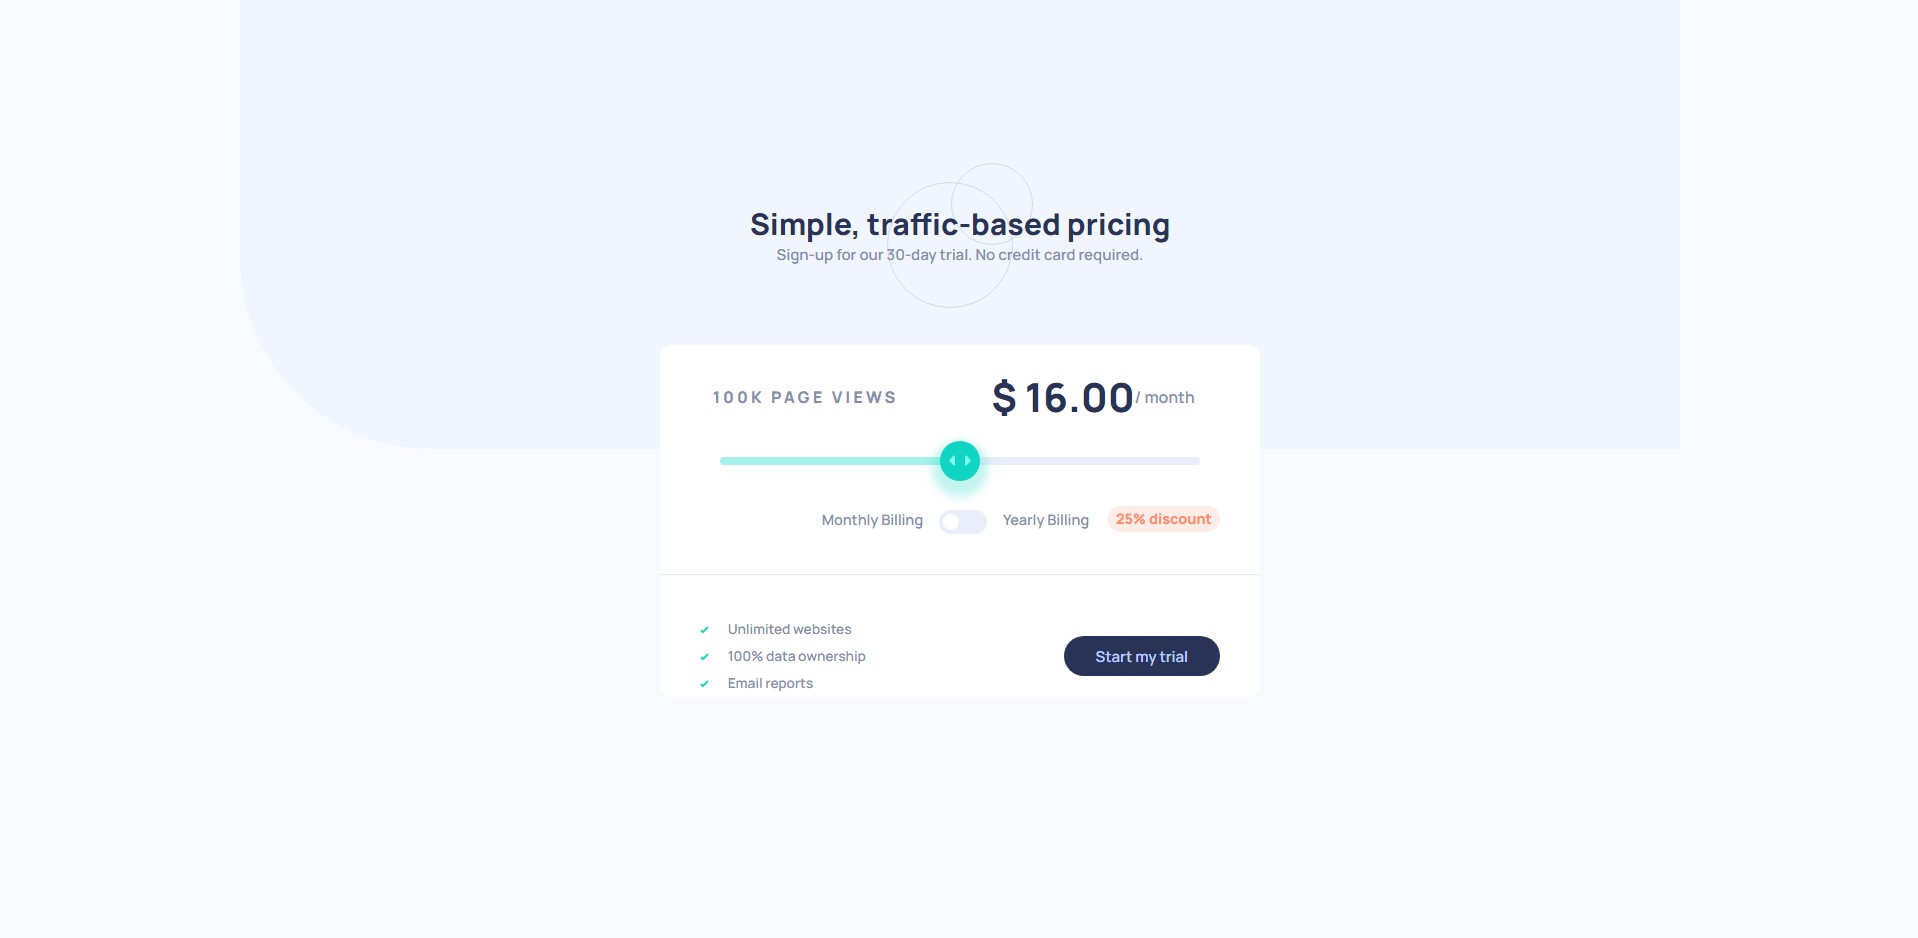 Simple, traffic-based pricing
Sign-up for our 30-day trial. No credit card required.
100K PAGE VIEWS $ 16.00 / month
Monthly Billing Yearly Billing 25% discount
Unlimited websites
100% data ownership
Email reports
Start my trial